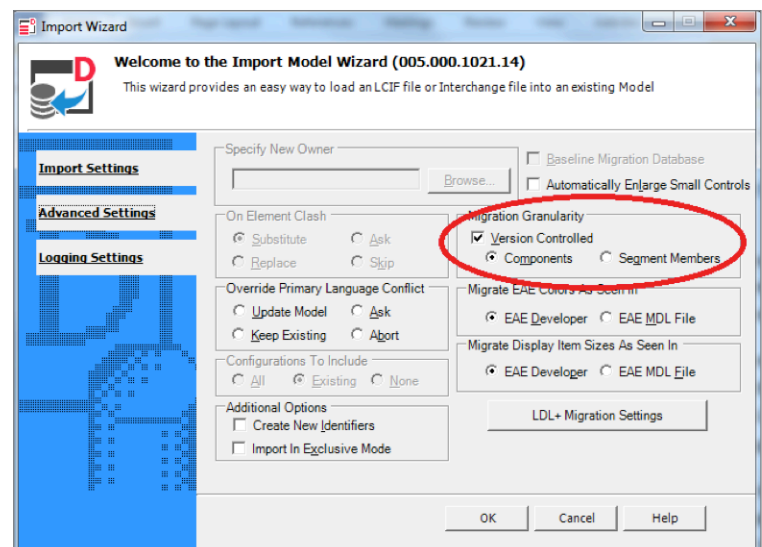 Import Wizard
Welcome to the Import Model Wizard (005.000.1021.14)
This wizard provides an easy way to load an LCIF file or Interchange file into an existing Model
Import Settings
Advanced Settings
Logging Settings
Specify New Owner
Browse...
Baseline Migration Database
Automatically Enlarge Small Controls
On Element Clash
Substitute
Ask
Replace
Skip
Migration Granularity
Version Controlled
Components
Segment Members
Override Primary Language Conflict
Update Model
Ask
Keep Existing
Abort
Migrate EAE Colors As Seen In
EAE Developer
EAE MDL File
Configurations To Include
All
Existing
None
Migrate Display Item Sizes As Seen In
EAE Developer
EAE MDL File
Additional Options
Create New Identifiers
Import In Exclusive Mode
LDL+ Migration Settings
OK
Cancel
Help